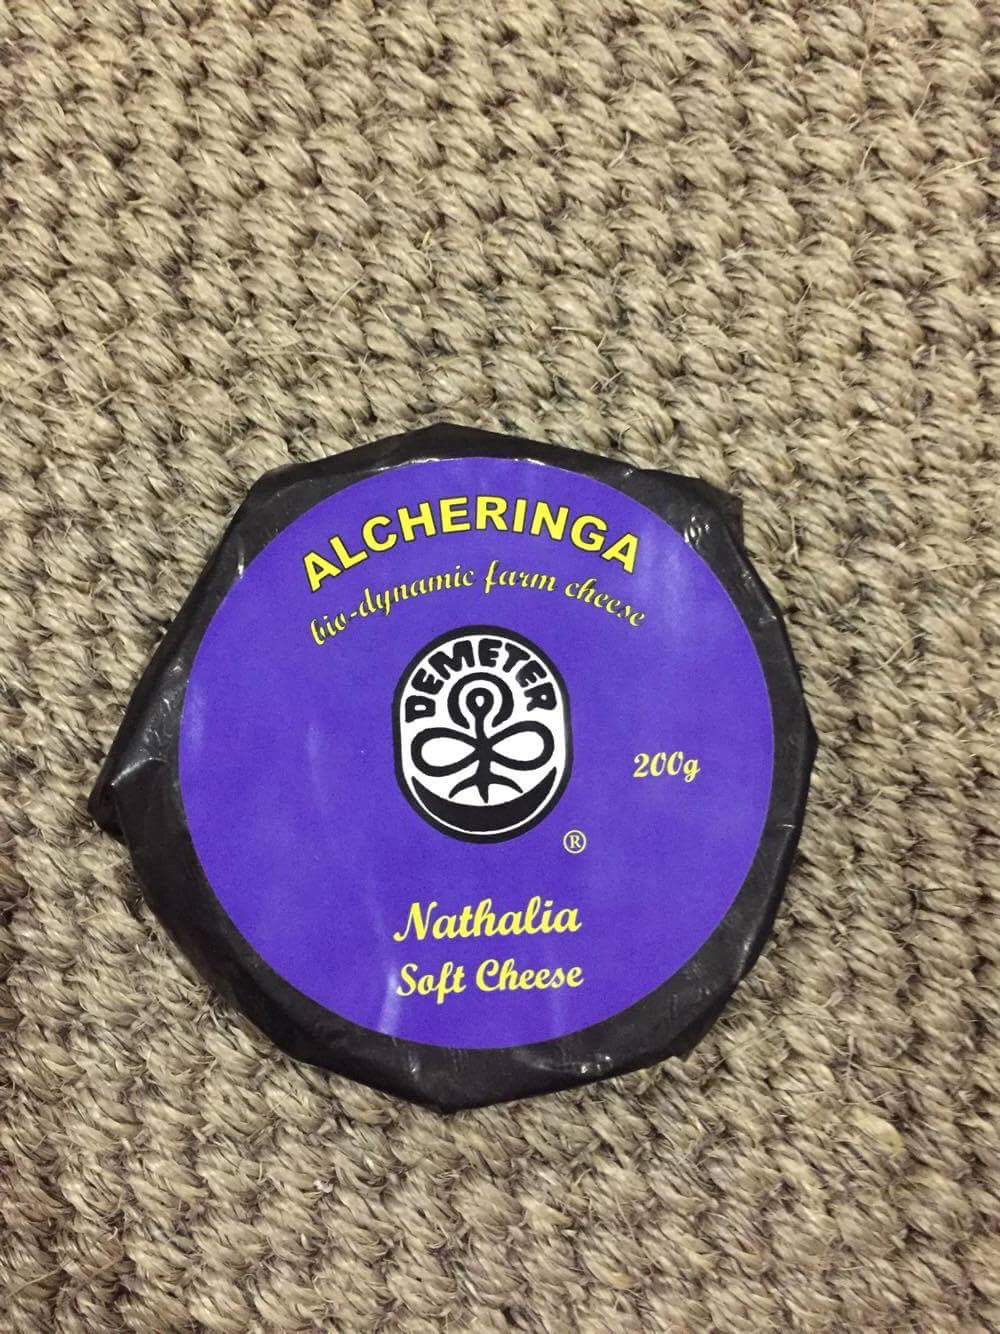 ALCHERINGA
bio-dynamic farm cheese
DEMETER
200g
®
Nathalia
Soft Cheese